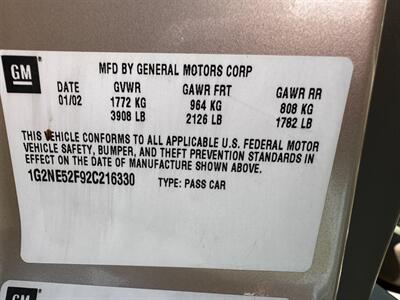 GM
MFD BY GENERAL MOTORS CORP
DATE GVWR GAWR FRT GAWR RR
01/02 1772 KG 964 KG 808 KG
3908 LB 2126 LB 1782 LB
THIS VEHICLE CONFORMS TO ALL APPLICABLE U.S. FEDERAL MOTOR
VEHICLE SAFETY, BUMPER, AND THEFT PREVENTION STANDARDS IN
EFFECT ON THE DATE OF MANUFACTURE SHOWN ABOVE.
1G2NE52F92C216330 TYPE: PASS CAR
GM